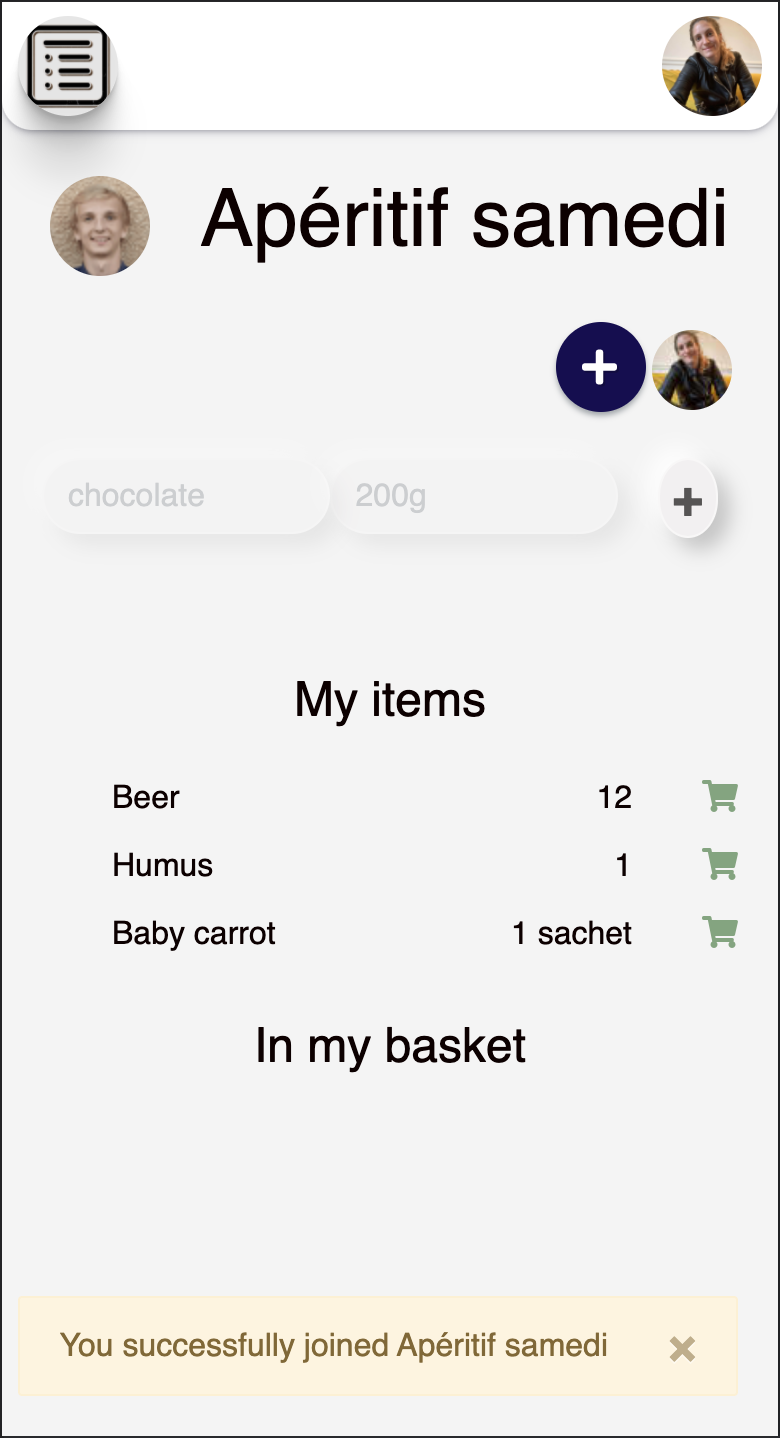 Apéritif samedi
chocolate 200g
My items
Beer 12
Humus 1
Baby carrot 1 sachet
In my basket
You successfully joined Apéritif samedi